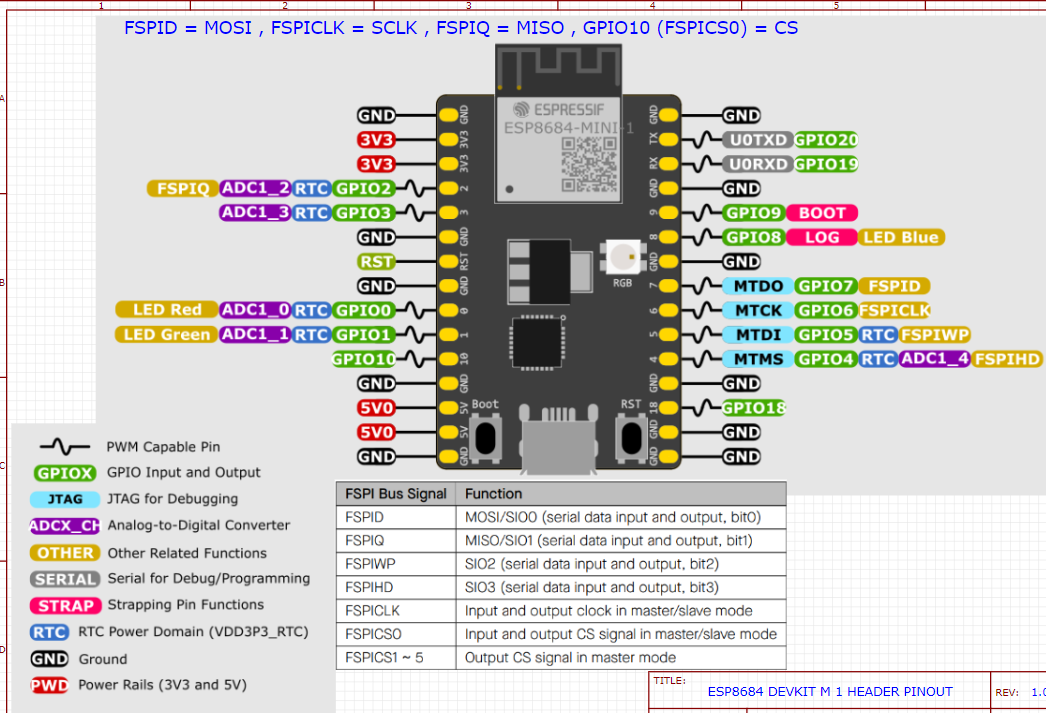 1 2 3 4 5
FSPID = MOSI , FSPICLK = SCLK , FSPIQ = MISO , GPIO10 (FSPICS0) = CS
A
B
C
D
ESPRESSIF
ESP8684-MINI-1
GND GND GND GND
3V3 3V3 TX U0TXD GPIO20
3V3 3V3 RX U0RXD GPIO19
FSPIQ ADC1_2 RTC GPIO2 2 GND GND
ADC1_3 RTC GPIO3 3 9 GPIO9 BOOT
GND GND 8 GPIO8 LOG LED Blue
RST RST GND GND
RGB
GND GND 7 MTDO GPIO7 FSPID
LED Red ADC1_0 RTC GPIO0 0 6 MTCK GPIO6 FSPICLK
LED Green ADC1_1 RTC GPIO1 1 5 MTDI GPIO5 RTC FSPIWP
GPIO10 10 4 MTMS GPIO4 RTC ADC1_4 FSPIHD
GND GND GND GND
5V0 5V Boot RST 18 GPIO18
5V0 5V GND GND
GND GND GND GND
PWM Capable Pin
GPIOX GPIO Input and Output
JTAG JTAG for Debugging
ADCX_CH Analog-to-Digital Converter
OTHER Other Related Functions
SERIAL Serial for Debug/Programming
STRAP Strapping Pin Functions
RTC RTC Power Domain (VDD3P3_RTC)
GND Ground
PWD Power Rails (3V3 and 5V)
FSPI Bus Signal Function
FSPID MOSI/SIO0 (serial data input and output, bit0)
FSPIQ MISO/SIO1 (serial data input and output, bit1)
FSPIWP SIO2 (serial data input and output, bit2)
FSPIHD SIO3 (serial data input and output, bit3)
FSPICLK Input and output clock in master/slave mode
FSPICS0 Input and output CS signal in master/slave mode
FSPICS1 ~ 5 Output CS signal in master mode
TITLE:
ESP8684 DEVKIT M 1 HEADER PINOUT
REV: 1.0